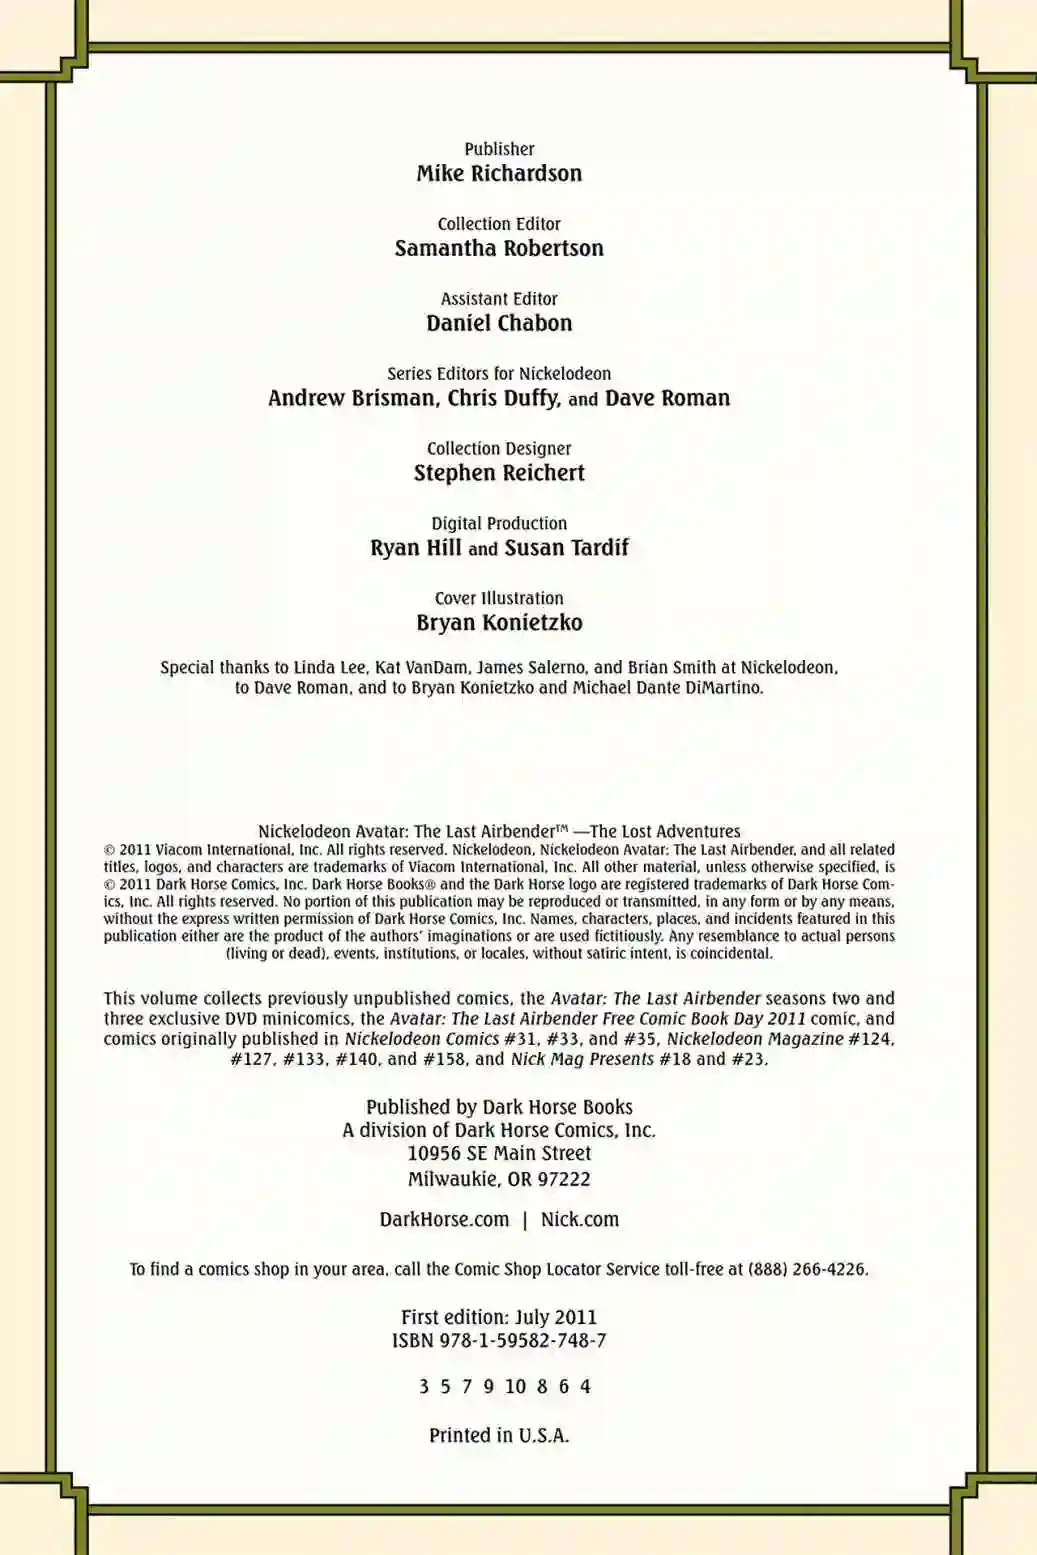 Publisher
Mike Richardson
Collection Editor
Samantha Robertson
Assistant Editor
Daniel Chabon
Series Editors for Nickelodeon
Andrew Brisman, Chris Duffy, and Dave Roman
Collection Designer
Stephen Reichert
Digital Production
Ryan Hill and Susan Tardif
Cover Illustration
Bryan Konietzko
Special thanks to Linda Lee, Kat VanDam, James Salerno, and Brian Smith at Nickelodeon,
to Dave Roman, and to Bryan Konietzko and Michael Dante DiMartino.
Nickelodeon Avatar: The Last Airbender™ —The Lost Adventures
© 2011 Viacom International, Inc. All rights reserved. Nickelodeon, Nickelodeon Avatar: The Last Airbender, and all related
titles, logos, and characters are trademarks of Viacom International, Inc. All other material, unless otherwise specified, is
© 2011 Dark Horse Comics, Inc. Dark Horse Books® and the Dark Horse logo are registered trademarks of Dark Horse Com-
ics, Inc. All rights reserved. No portion of this publication may be reproduced or transmitted, in any form or by any means,
without the express written permission of Dark Horse Comics, Inc. Names, characters, places, and incidents featured in this
publication either are the product of the authors' imaginations or are used fictitiously. Any resemblance to actual persons
(living or dead), events, institutions, or locales, without satiric intent, is coincidental.
This volume collects previously unpublished comics, the Avatar: The Last Airbender seasons two and
three exclusive DVD minicomics, the Avatar: The Last Airbender Free Comic Book Day 2011 comic, and
comics originally published in Nickelodeon Comics #31, #33, and #35, Nickelodeon Magazine #124,
#127, #133, #140, and #158, and Nick Mag Presents #18 and #23.
Published by Dark Horse Books
A division of Dark Horse Comics, Inc.
10956 SE Main Street
Milwaukie, OR 97222
DarkHorse.com | Nick.com
To find a comics shop in your area, call the Comic Shop Locator Service toll-free at (888) 266-4226.
First edition: July 2011
ISBN 978-1-59582-748-7
3 5 7 9 10 8 6 4
Printed in U.S.A.